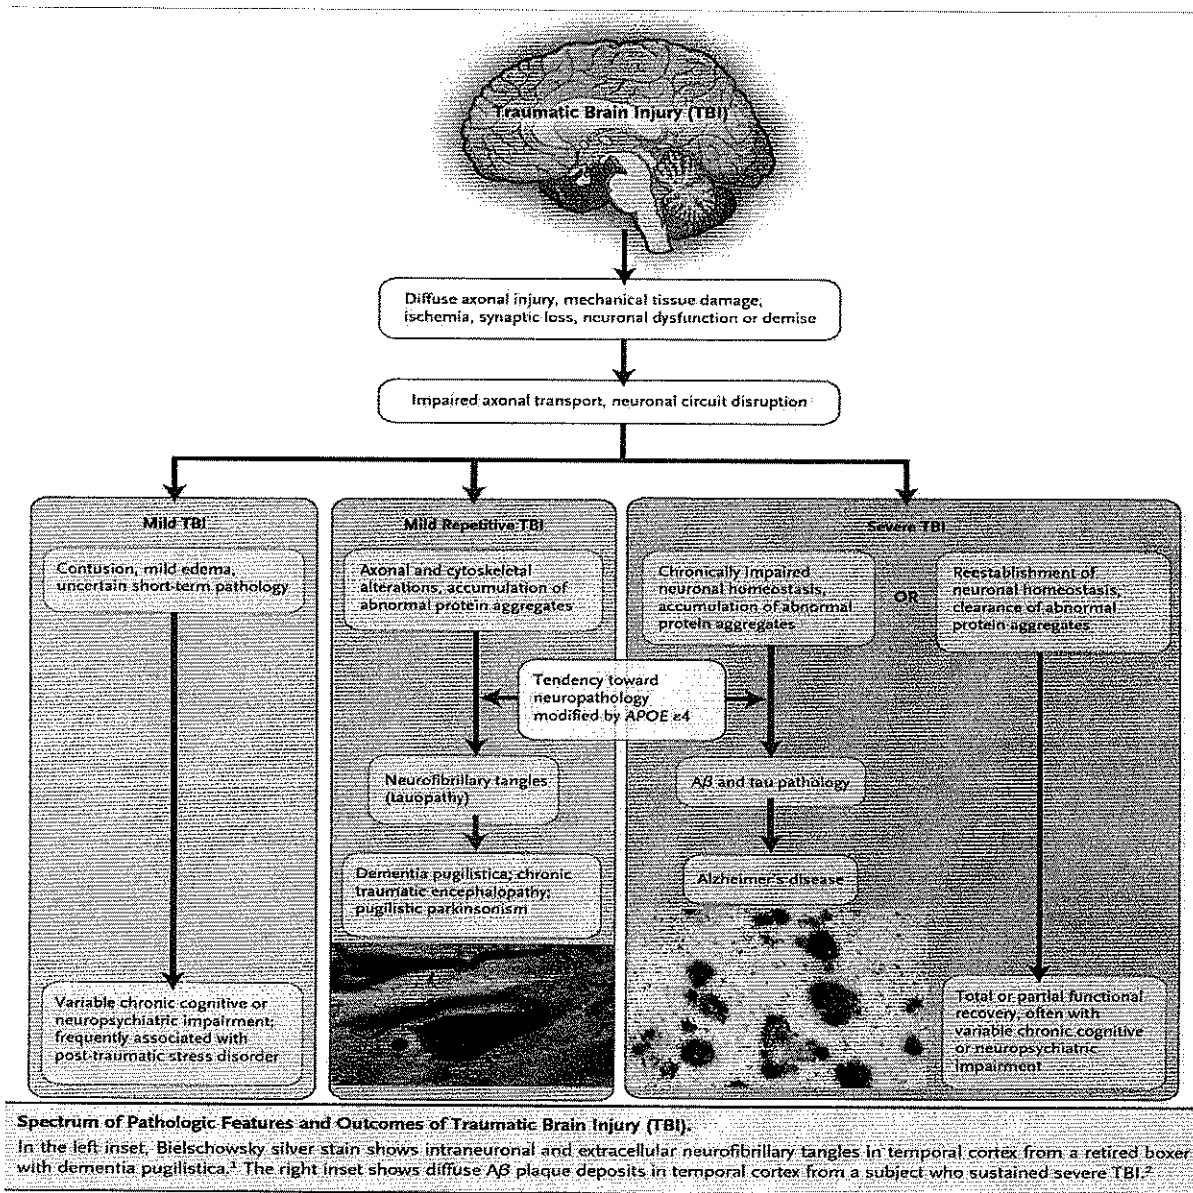 Traumatic Brain Injury (TBI)
Diffuse axonal injury, mechanical tissue damage,
ischemia, synaptic loss, neuronal dysfunction or demise
Impaired axonal transport, neuronal circuit disruption
Mild TBI
Contusion, mild edema,
uncertain short-term pathology
Variable chronic cognitive or
neuropsychiatric impairment;
frequently associated with
post-traumatic stress disorder
Mild Repetitive TBI
Axonal and cytoskeletal
alterations, accumulation of
abnormal protein aggregates
Tendency toward
neuropathology
modified by APOE ε4
Neurofibrillary tangles
(tauopathy)
Dementia pugilistica; chronic
traumatic encephalopathy;
pugilistic parkinsonism
Severe TBI
Chronically impaired
neuronal homeostasis,
accumulation of abnormal
protein aggregates
OR
Reestablishment of
neuronal homeostasis,
clearance of abnormal
protein aggregates
Aβ and tau pathology
Alzheimer's disease
Total or partial functional
recovery, often with
variable chronic cognitive
or neuropsychiatric
impairment
Spectrum of Pathologic Features and Outcomes of Traumatic Brain Injury (TBI).
In the left inset, Bielschowsky silver stain shows intraneuronal and extracellular neurofibrillary tangles in temporal cortex from a retired boxer
with dementia pugilistica.¹ The right inset shows diffuse Aβ plaque deposits in temporal cortex from a subject who sustained severe TBI.²